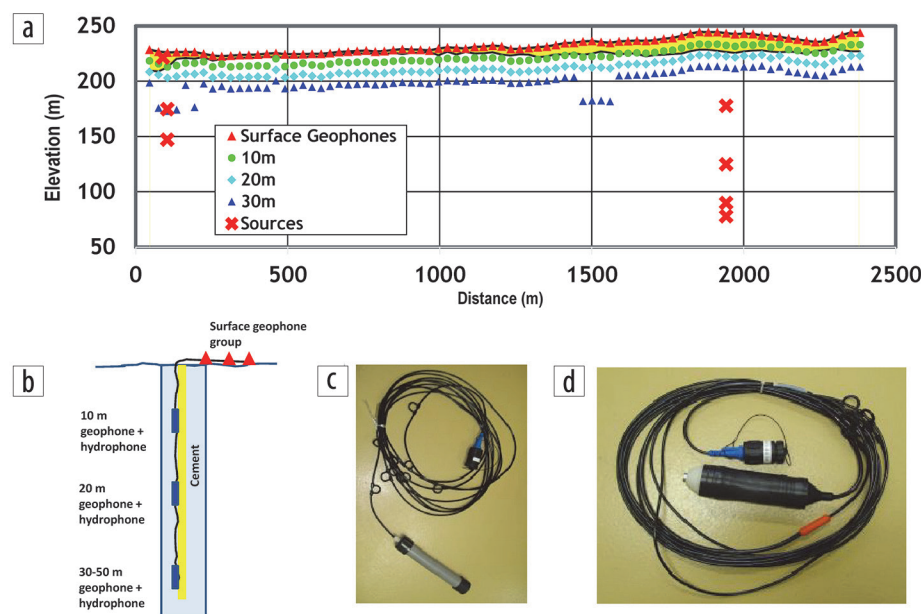 a
250
200
150
100
50
Elevation (m)
Surface Geophones
10m
20m
30m
Sources
0
500
1000
1500
2000
2500
Distance (m)
b
Surface geophone
group
10 m
geophone +
hydrophone
20 m
geophone +
hydrophone
30-50 m
geophone +
hydrophone
Cement
c
d